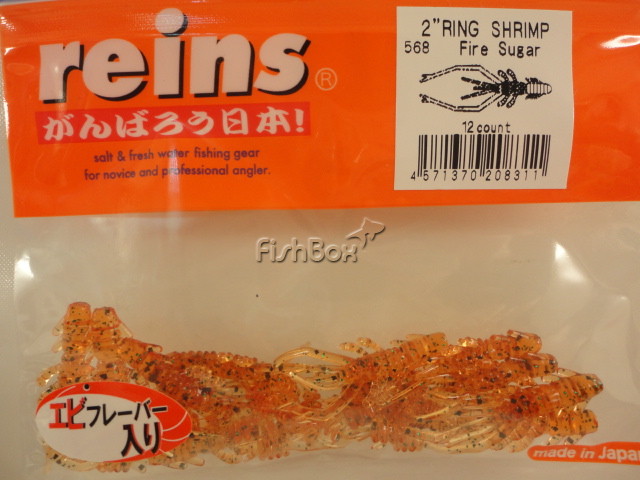 reins®
がんばろう日本!
salt & fresh water fishing gear
for novice and professional angler.
2" RING SHRIMP
568 Fire Sugar
12 count
4 571370 208311
FishBox
エビフレーバー
入り
made in Japan